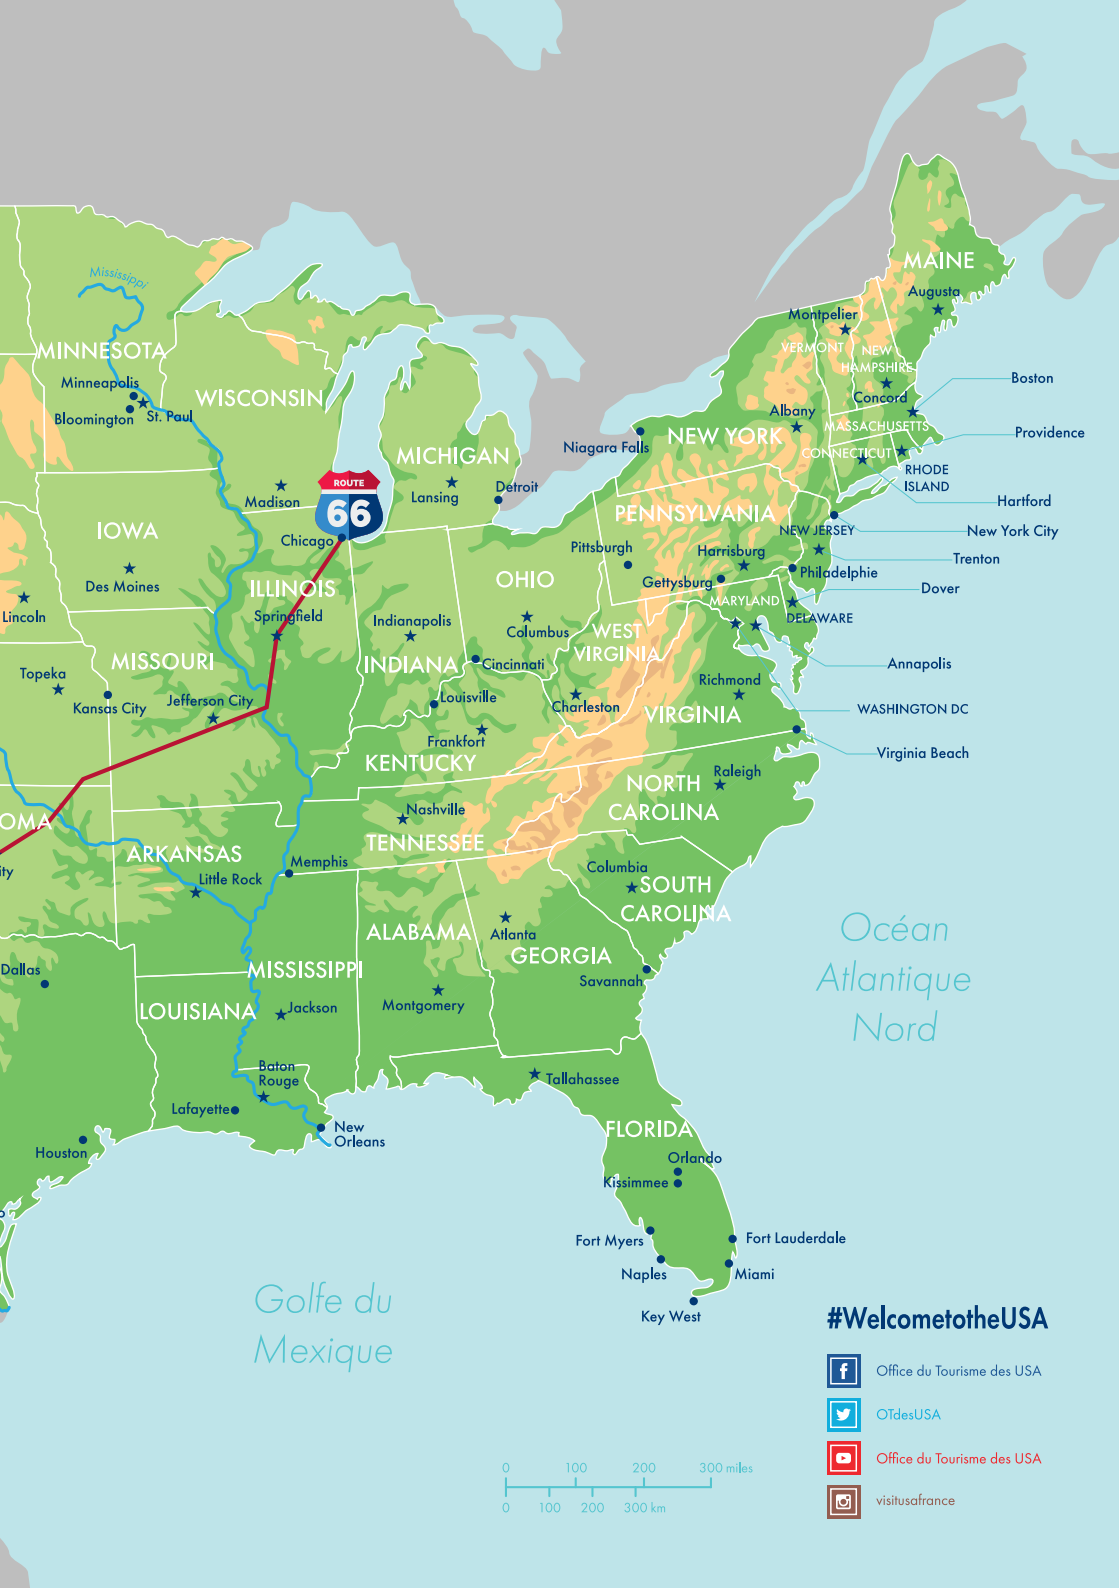 MAINE
Augusta
Mississippi
Montpelier
VERMONT
NEW
HAMPSHIRE
MINNESOTA
Minneapolis
Bloomington
St. Paul
WISCONSIN
Concord
Boston
Albany
MASSACHUSETTS
Providence
NEW YORK
Niagara Falls
CONNECTICUT
RHODE
ISLAND
MICHIGAN
Lansing
Detroit
Madison
ROUTE
66
Hartford
PENNSYLVANIA
NEW JERSEY
New York City
IOWA
Chicago
Pittsburgh
Harrisburg
Trenton
Des Moines
ILLINOIS
OHIO
Gettysburg
Philadelphie
Dover
MARYLAND
DELAWARE
Lincoln
Springfield
Indianapolis
Columbus
WEST
VIRGINIA
MISSOURI
INDIANA
Cincinnati
Annapolis
Topeka
Kansas City
Jefferson City
Louisville
Charleston
Richmond
WASHINGTON DC
VIRGINIA
Frankfort
KENTUCKY
Virginia Beach
Raleigh
NORTH
CAROLINA
OMA
Nashville
TENNESSEE
ARKANSAS
Memphis
Little Rock
ity
Columbia
SOUTH
CAROLINA
ALABAMA
Atlanta
GEORGIA
Savannah
Océan
Atlantique
Nord
Dallas
MISSISSIPPI
LOUISIANA
Jackson
Montgomery
Baton
Rouge
Tallahassee
Lafayette
New
Orleans
Houston
FLORIDA
Orlando
Kissimmee
Fort Myers
Fort Lauderdale
Naples
Miami
Key West
Golfe du
Mexique
#WelcometotheUSA
Office du Tourisme des USA
OTdesUSA
Office du Tourisme des USA
visitusafrance
0 100 200 300 miles
0 100 200 300 km